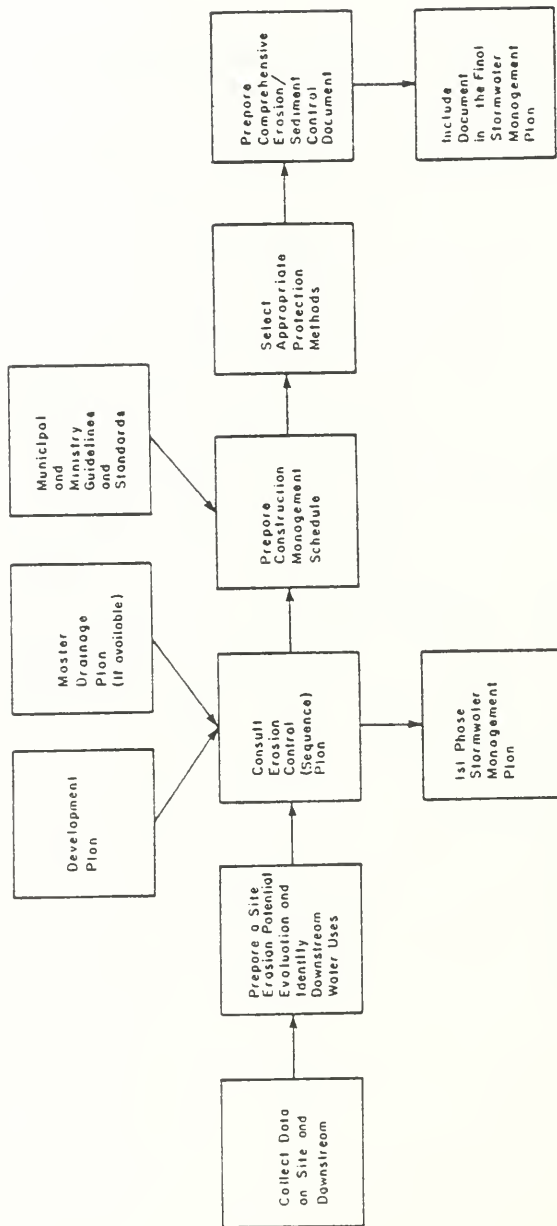 Development
Plan
Master
Drainage
Plan
(If available)
Municipal
and
Ministry
Guidelines
and
Standards
Collect Data
on Site and
Downstream
Prepare a Site
Erosion Potential
Evaluation and
Identify
Downstream
Water Uses
Consult
Erosion
Control
(Sequence)
Plan
Prepare
Construction
Management
Schedule
Select
Appropriate
Protection
Methods
Prepare
Comprehensive
Erosion/
Sediment
Control
Document
1st Phase
Stormwater
Management
Plan
Include
Document
in the Final
Stormwater
Management
Plan